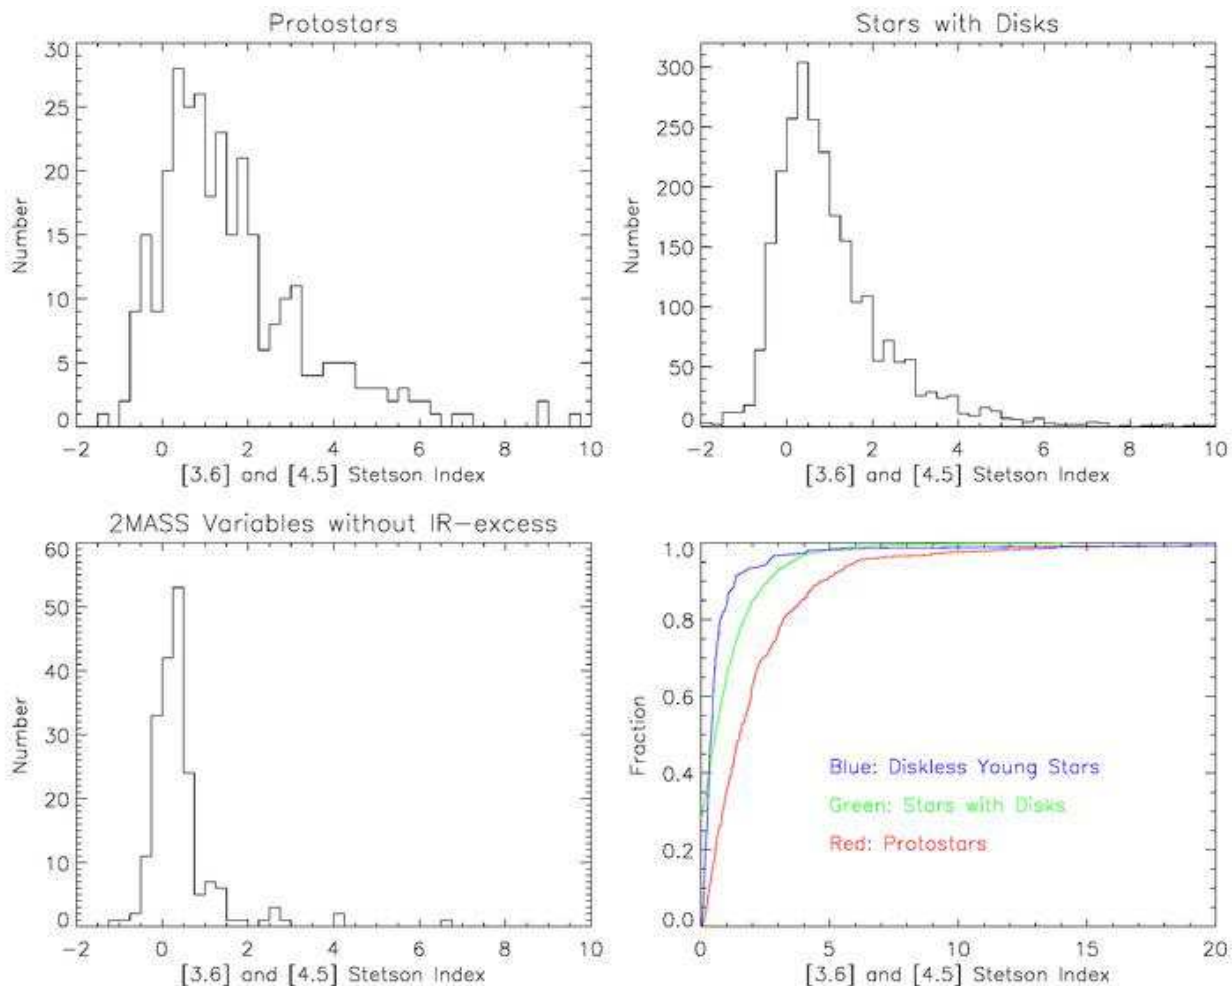 Protostars
30
25
20
15
10
5
0
Number
-2 0 2 4 6 8 10
[3.6] and [4.5] Stetson Index
Stars with Disks
300
250
200
150
100
50
0
Number
-2 0 2 4 6 8 10
[3.6] and [4.5] Stetson Index
2MASS Variables without IR-excess
60
50
40
30
20
10
0
Number
-2 0 2 4 6 8 10
[3.6] and [4.5] Stetson Index
1.0
0.8
0.6
0.4
0.2
0.0
Fraction
Blue: Diskless Young Stars
Green: Stars with Disks
Red: Protostars
0 5 10 15 20
[3.6] and [4.5] Stetson Index